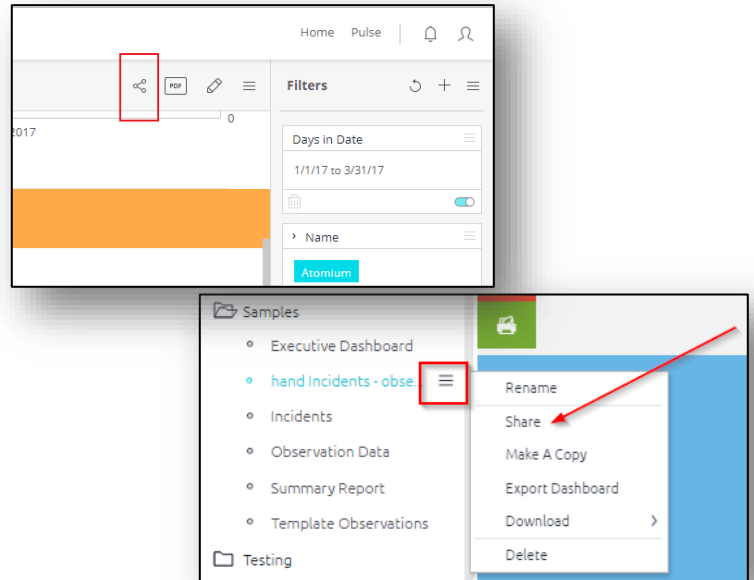 Home Pulse
PDF
Filters
0
2017
Days in Date
1/1/17 to 3/31/17
Name
Atomium
Samples
Executive Dashboard
hand Incidents - obse...
Incidents
Observation Data
Summary Report
Template Observations
Testing
Rename
Share
Make A Copy
Export Dashboard
Download
Delete